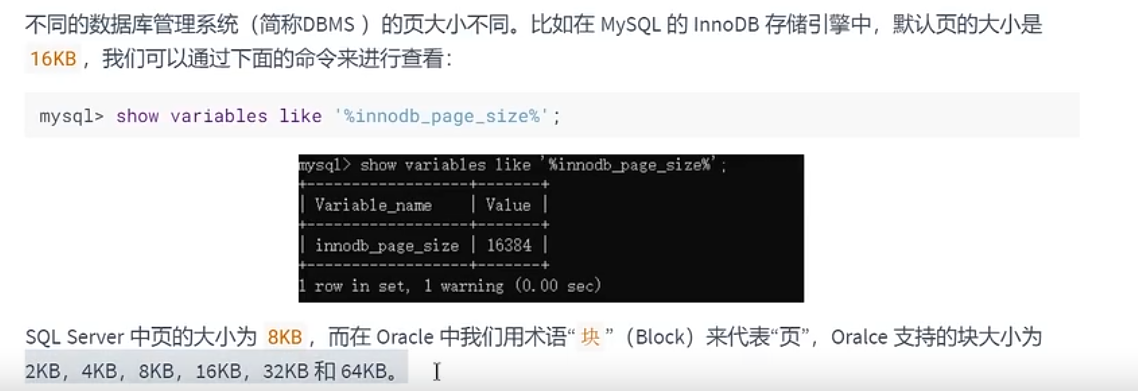 不同的数据库管理系统（简称DBMS ）的页大小不同。比如在 MySQL 的 InnoDB 存储引擎中，默认页的大小是
16KB ，我们可以通过下面的命令来进行查看：
mysql> show variables like '%innodb_page_size%';
mysql> show variables like '%innodb_page_size%';
+------------------+-------+
| Variable_name    | Value |
+------------------+-------+
| innodb_page_size | 16384 |
+------------------+-------+
1 row in set, 1 warning (0.00 sec)
SQL Server 中页的大小为 8KB ，而在 Oracle 中我们用术语“ 块 ”（Block）来代表“页”，Oralce 支持的块大小为
2KB，4KB，8KB，16KB，32KB 和 64KB。